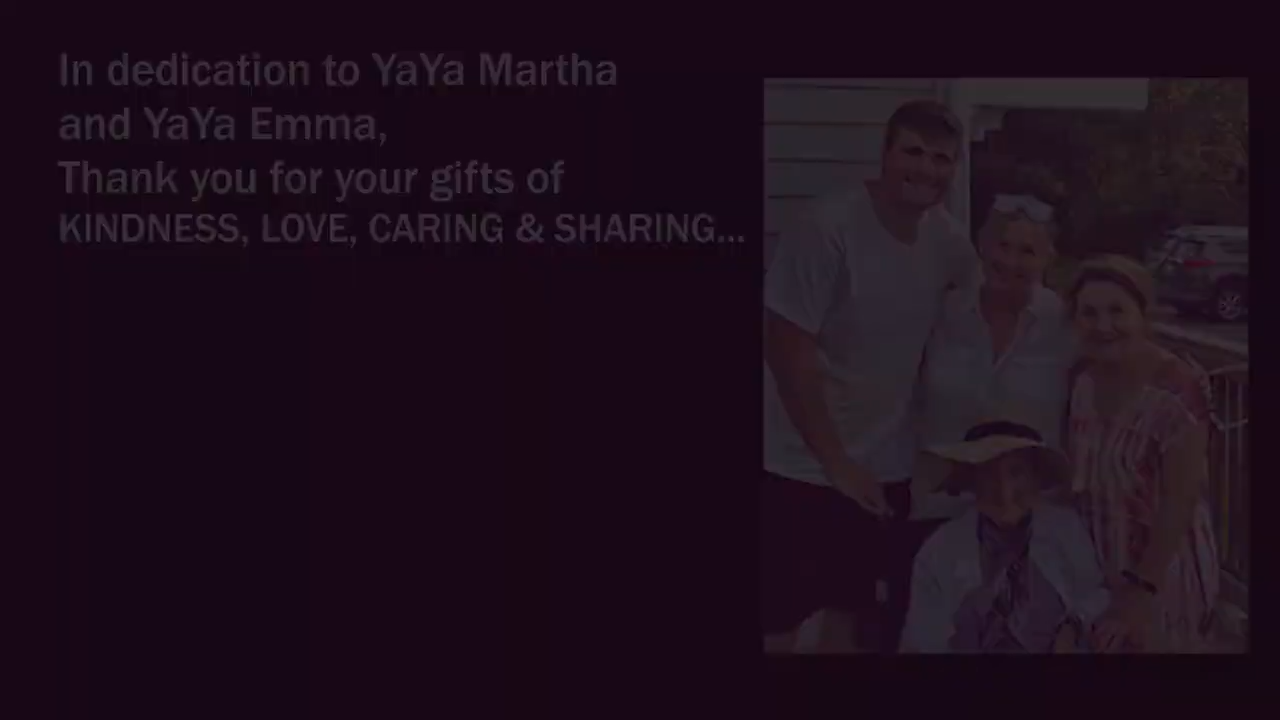 In dedication to YaYa Martha
and YaYa Emma,
Thank you for your gifts of
KINDNESS, LOVE, CARING & SHARING...